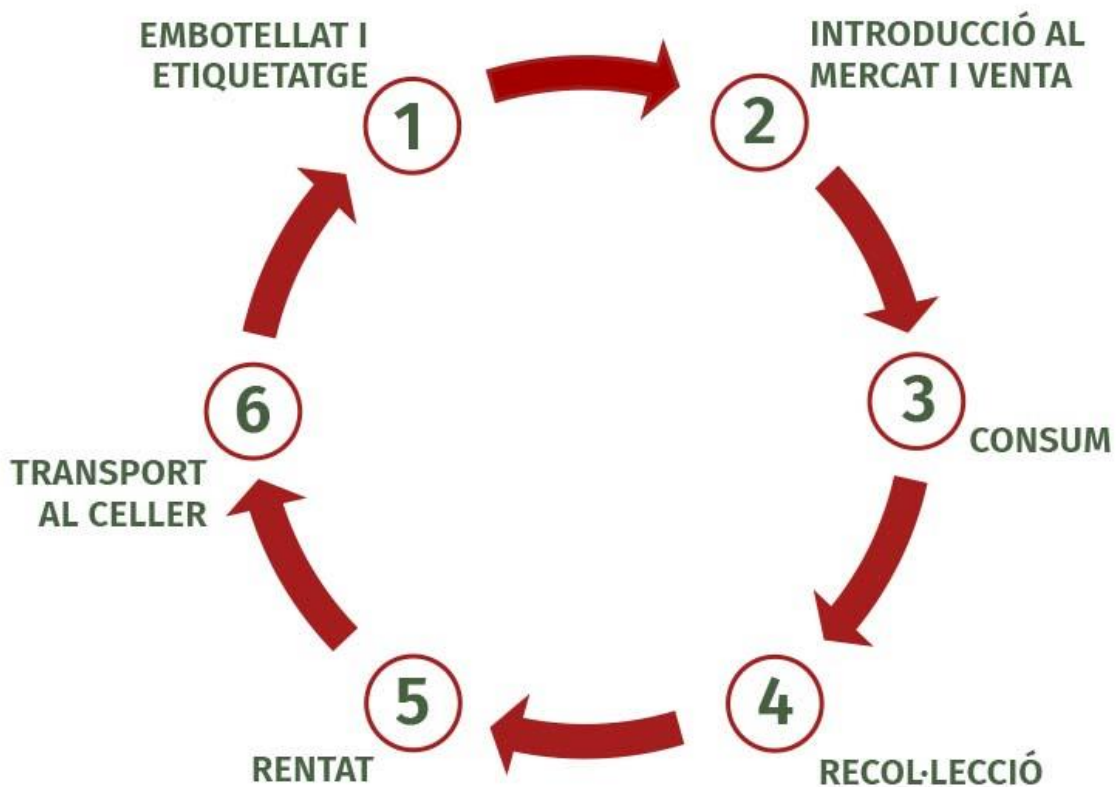 1
EMBOTELLAT I
ETIQUETATGE
2
INTRODUCCIÓ AL
MERCAT I VENTA
3
CONSUM
4
RECOL·LECCIÓ
5
RENTAT
6
TRANSPORT
AL CELLER